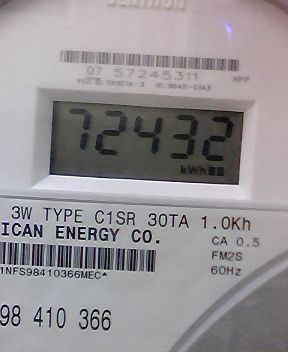 07 57245311 HPP
72432
kWh
3W TYPE C1SR 30TA 1.0Kh
ICAN ENERGY CO.
CA 0.5
FM2S
60Hz
1NFS98410366MEC*
98 410 366